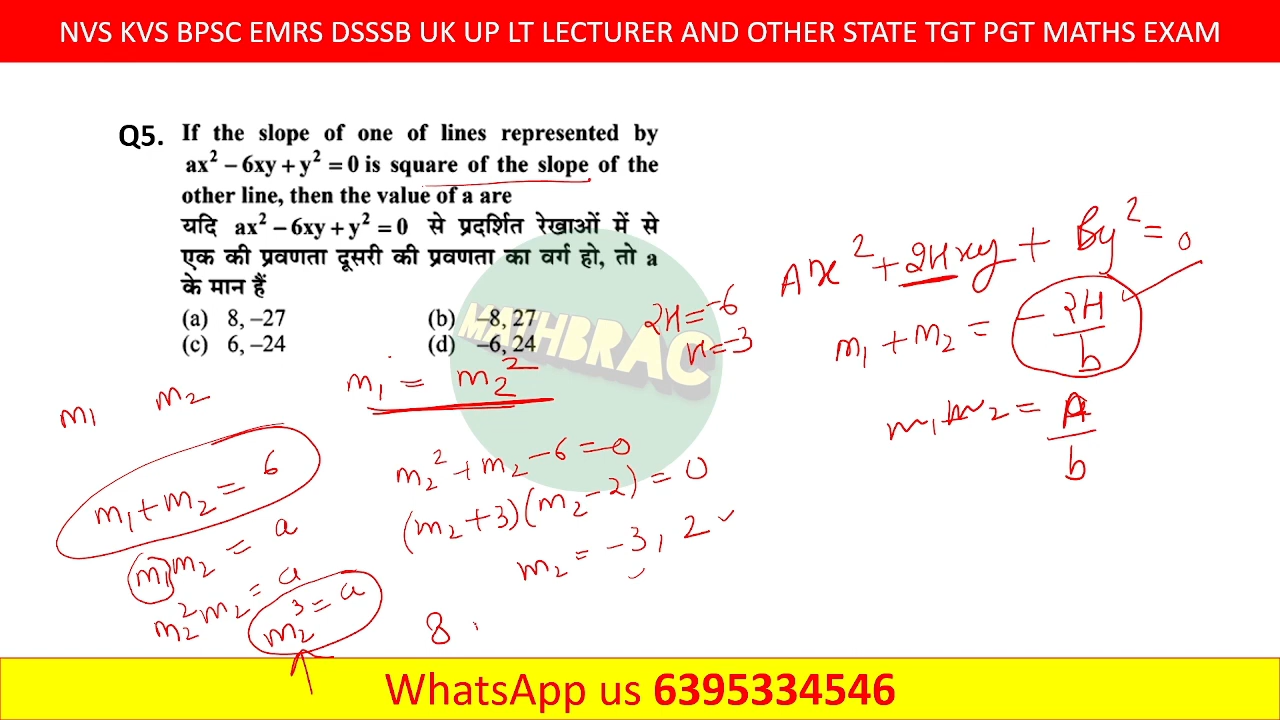 NVS KVS BPSC EMRS DSSSB UK UP LT LECTURER AND OTHER STATE TGT PGT MATHS EXAM
Q5. If the slope of one of lines represented by
ax² – 6xy + y² = 0 is square of the slope of the
other line, then the value of a are
यदि ax² – 6xy + y² = 0 से प्रदर्शित रेखाओं में से
एक की प्रवणता दूसरी की प्रवणता का वर्ग हो, तो a
के मान हैं
(a) 8, –27 (b) –8, 27
(c) 6, –24 (d) –6, 24
MATHBRAC
Ax² + 2Hxy + By² = 0
2H = -6
H = -3
m₁ + m₂ = - 2H/b
m₁m₂ = A/b
m₁ m₂
m₁ = m₂²
m₁ + m₂ = 6
m₁m₂ = a
m₂²m₂ = a
m₂³ = a
m₂² + m₂ - 6 = 0
(m₂ + 3)(m₂ - 2) = 0
m₂ = -3, 2
8
WhatsApp us 6395334546